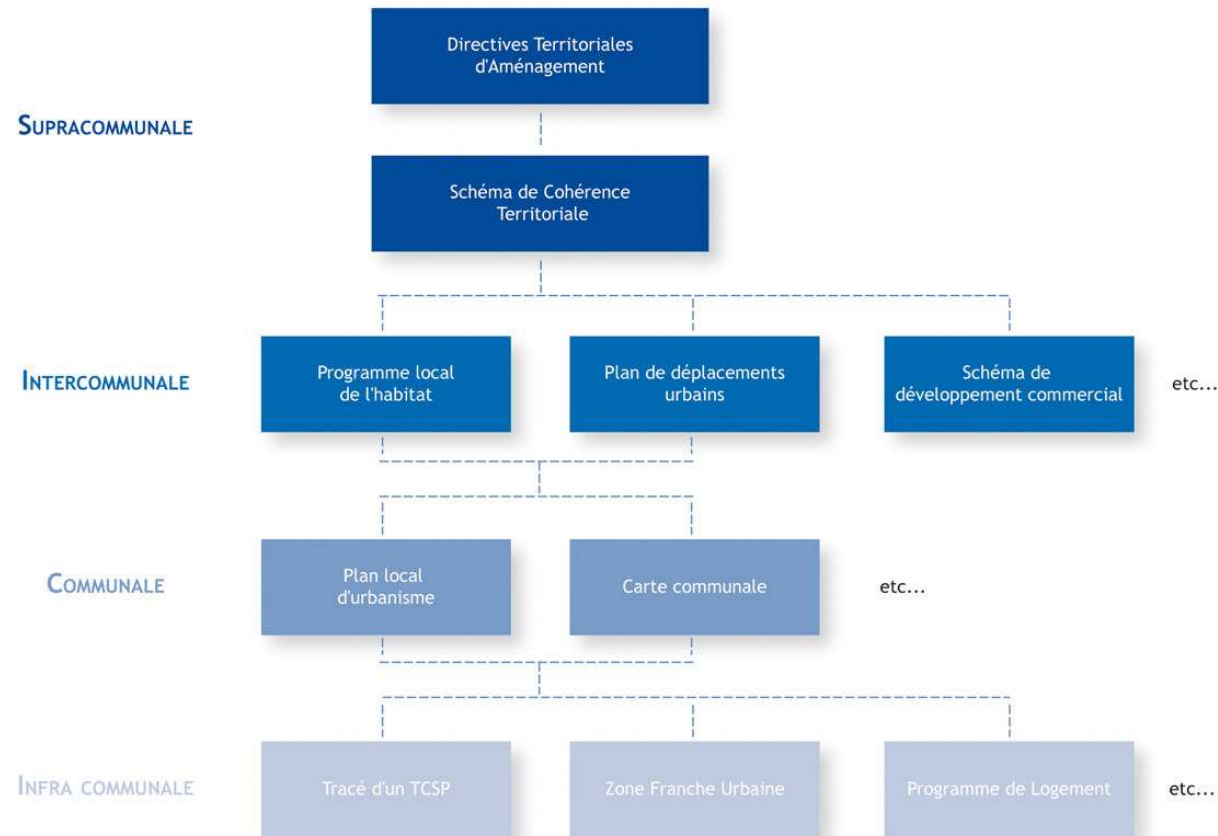 Directives Territoriales
d'Aménagement
SUPRACOMMUNALE
Schéma de Cohérence
Territoriale
INTERCOMMUNALE
Programme local
de l'habitat
Plan de déplacements
urbains
Schéma de
développement commercial
etc...
COMMUNALE
Plan local
d'urbanisme
Carte communale
etc...
INFRA COMMUNALE
Tracé d'un TCSP
Zone Franche Urbaine
Programme de Logement
etc...